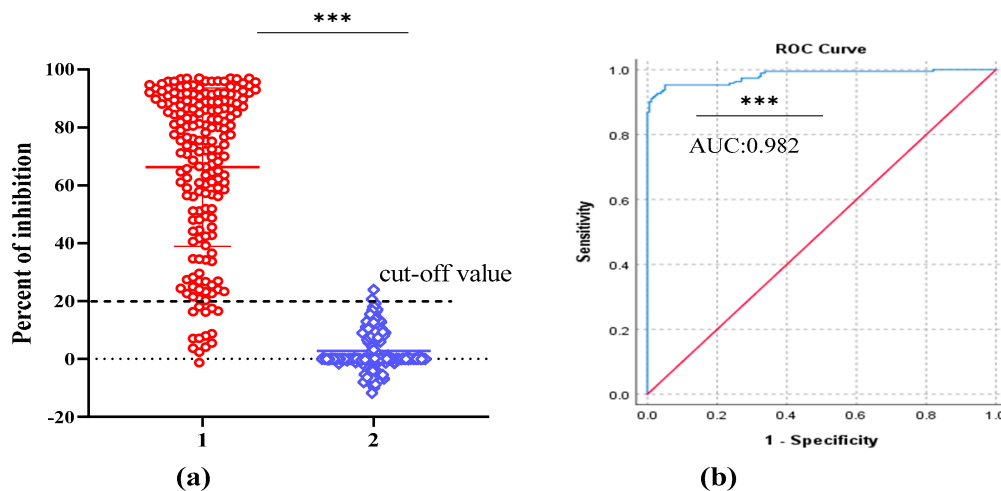 ***
Percent of inhibition
100
80
60
40
20
0
-20
cut-off value
1
2
(a)
ROC Curve
Sensitivity
1.0
0.8
0.6
0.4
0.2
0.0
***
AUC:0.982
0.0
0.2
0.4
0.6
0.8
1.0
1 - Specificity
(b)